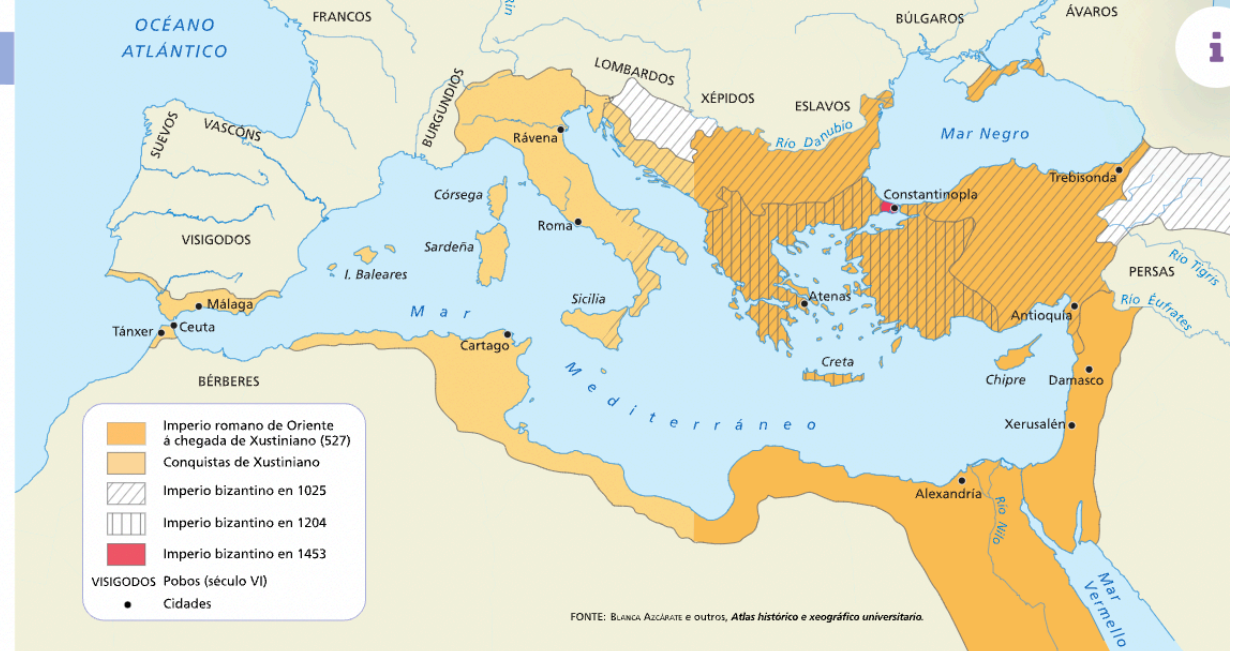 OCÉANO
ATLÁNTICO
FRANCOS
Rin
BÚLGAROS
ÁVAROS
i
LOMBARDOS
BURGUNDIOS
XÉPIDOS
ESLAVOS
Río Danubio
Mar Negro
SUEVOS
VASCÓNS
Rávena
Trebisonda
Córsega
Constantinopla
Roma
VISIGODOS
Sardeña
I. Baleares
PERSAS
Río Tigris
Río Éufrates
Málaga
Sicilia
Atenas
Antioquía
Tánxer
Ceuta
Mar
Mediterráneo
Cartago
Creta
Chipre
Damasco
BÉRBERES
Xerusalén
Alexandría
Río Nilo
Mar
Vermello
Imperio romano de Oriente
á chegada de Xustiniano (527)
Conquistas de Xustiniano
Imperio bizantino en 1025
Imperio bizantino en 1204
Imperio bizantino en 1453
VISIGODOS Pobos (século VI)
Cidades
FONTE: BLANCA AZCÁRATE e outros, Atlas histórico e xeográfico universitario.